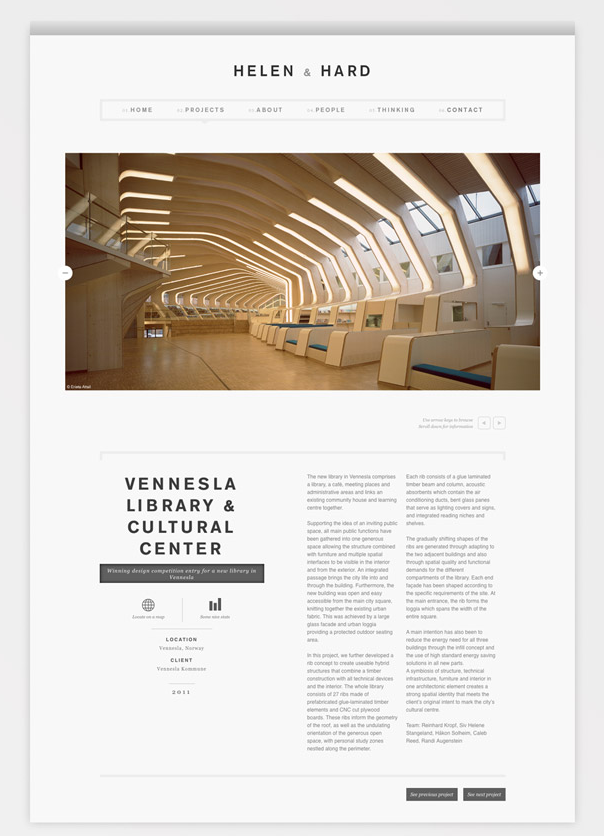 HELEN & HARD
01. HOME 02. PROJECTS 03. ABOUT 04. PEOPLE 05. THINKING 06. CONTACT
Use arrow keys to browse
Scroll down for information
VENNESLA
LIBRARY &
CULTURAL
CENTER
Winning design competition entry for a new library in
Vennesla
Locate on a map
Some nice stats
LOCATION
Vennesla, Norway
CLIENT
Vennesla Kommune
2011
The new library in Vennesla comprises
a library, a café, meeting places and
administrative areas and links an
existing community house and learning
centre together.
Supporting the idea of an inviting public
space, all main public functions have
been gathered into one generous
space allowing the structure combined
with furniture and multiple spatial
interfaces to be visible in the interior
and from the exterior. An integrated
passage brings the city life into and
through the building. Furthermore, the
new building was open and easy
accessible from the main city square,
knitting together the existing urban
fabric. This was achieved by a large
glass facade and urban loggia
providing a protected outdoor seating
area.
In this project, we further developed a
rib concept to create useable hybrid
structures that combine a timber
construction with all technical devices
and the interior. The whole library
consists of 27 ribs made of
prefabricated glue-laminated timber
elements and CNC cut plywood
boards. These ribs inform the geometry
of the roof, as well as the undulating
orientation of the generous open
space, with personal study zones
nestled along the perimeter.
Each rib consists of a glue laminated
timber beam and column, acoustic
absorbents which contain the air
conditioning ducts, bent glass panes
that serve as lighting covers and signs,
and integrated reading niches and
shelves.
The gradually shifting shapes of the
ribs are generated through adapting to
the two adjacent buildings and also
through spatial quality and functional
demands for the different
compartments of the library. Each end
façade has been shaped according to
the specific requirements of the site. At
the main entrance, the rib forms the
loggia which spans the width of the
entire square.
A main intention has also been to
reduce the energy need for all three
buildings through the infill concept and
the use of high standard energy saving
solutions in all new parts.
A symbiosis of structure, technical
infrastructure, furniture and interior in
one architectonic element creates a
strong spatial identity that meets the
client's original intent to mark the city's
cultural centre.
Team: Reinhard Kropf, Siv Helene
Stangeland, Håkon Solheim, Caleb
Reed, Randi Augenstein
See previous project
See next project